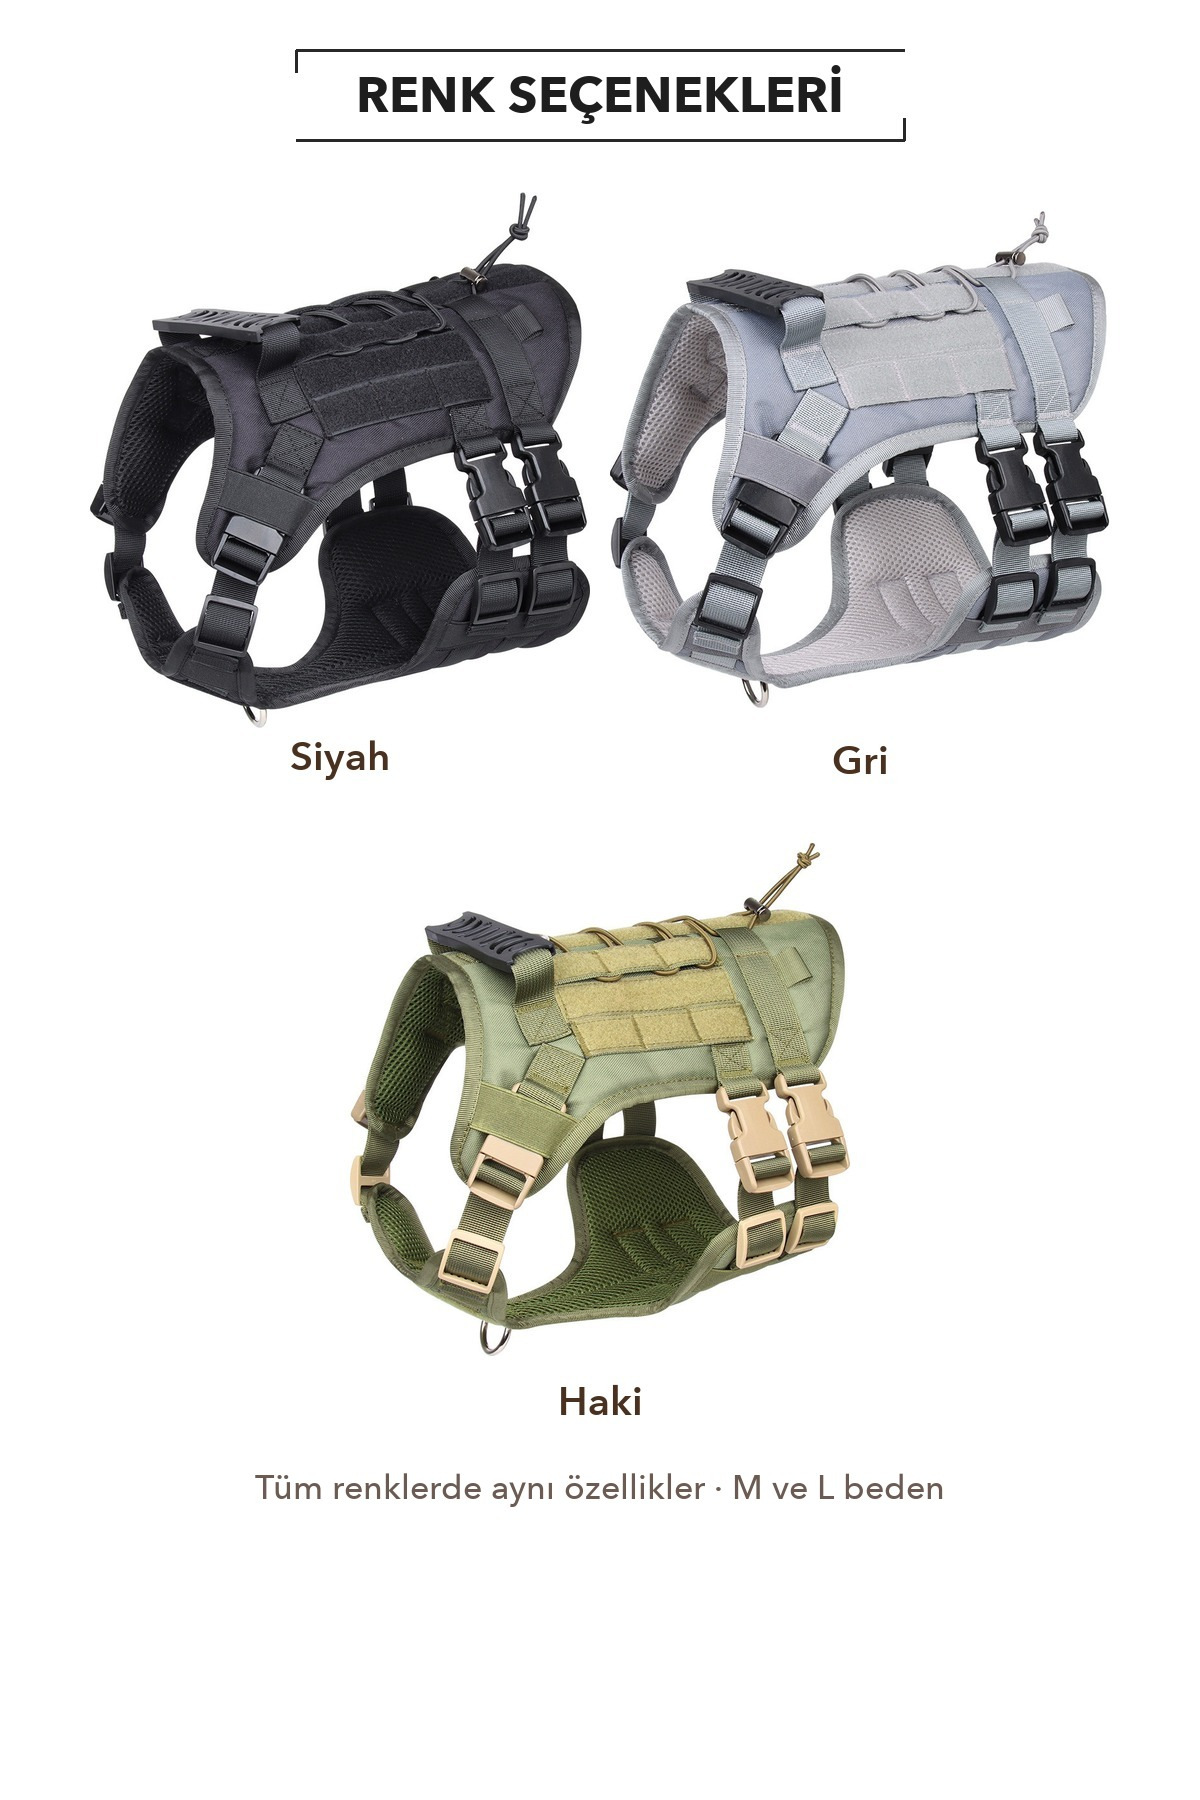 RENK SEÇENEKLERİ
Siyah
Gri
Haki
Tüm renklerde aynı özellikler · M ve L beden